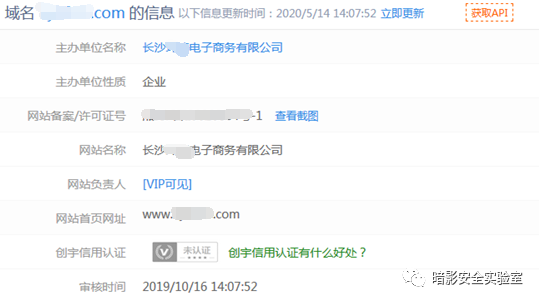 域名 .com 的信息 以下信息更新时间：2020/5/14 14:07:52 立即更新 获取API
主办单位名称 长沙 电子商务有限公司
主办单位性质 企业
网站备案/许可证号 -1 查看截图
网站名称 长沙 电子商务有限公司
网站负责人 [VIP可见]
网站首页网址 www. .com
创宇信用认证 未认证 创宇信用认证有什么好处？
审核时间 2019/10/16 14:07:52
暗影安全实验室